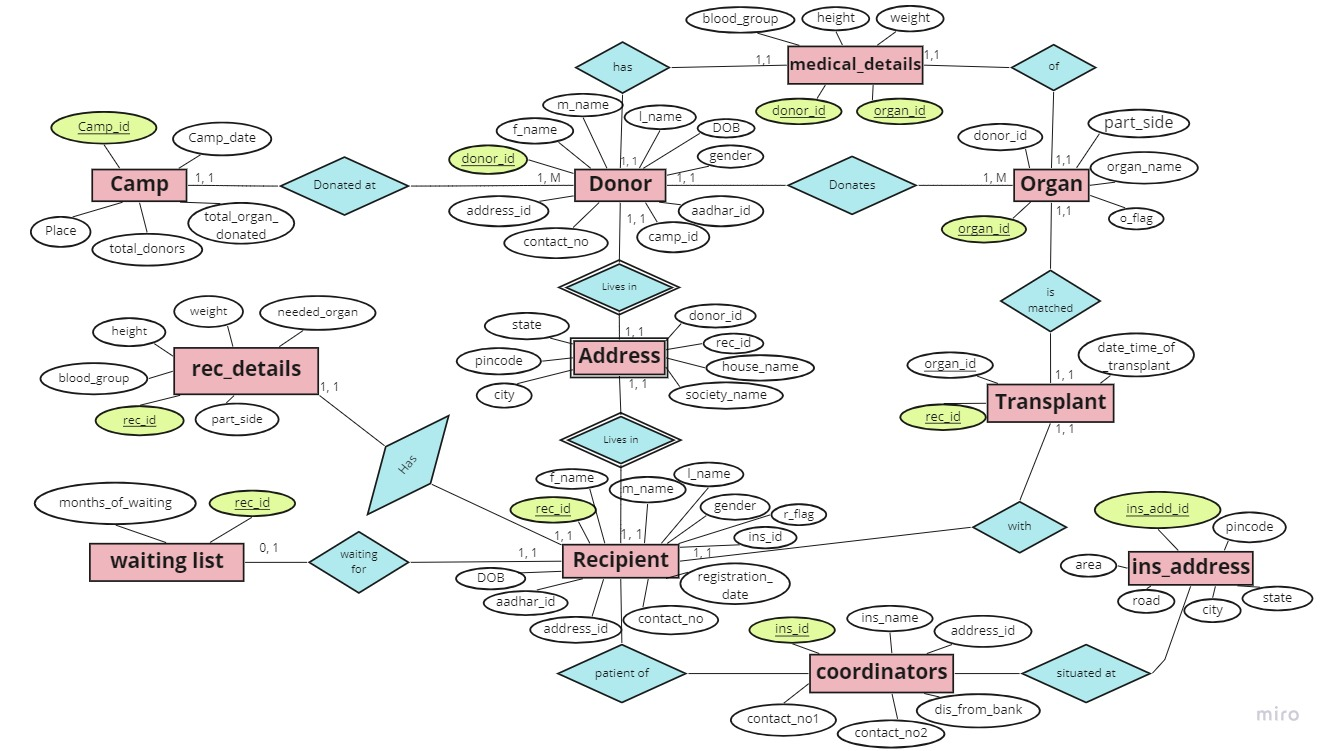 blood_group
height
weight
has
1,1
medical_details
1,1
of
donor_id
organ_id
m_name
f_name
l_name
DOB
gender
donor_id
1, 1
Camp_id
Camp_date
Camp
1, 1
Donated at
1, M
Donor
1, 1
Donates
1, M
Organ
1,1
donor_id
part_side
organ_name
o_flag
organ_id
1,1
Place
total_donors
total_organ_
donated
address_id
contact_no
1, 1
camp_id
aadhar_id
Lives in
is
matched
height
weight
needed_organ
rec_details
blood_group
rec_id
part_side
1, 1
state
pincode
city
1, 1
Address
donor_id
rec_id
house_name
society_name
1, 1
organ_id
date_time_of
_transplant
1, 1
Transplant
rec_id
1, 1
Has
Lives in
months_of_waiting
rec_id
waiting list
0, 1
waiting
for
1, 1
f_name
m_name
l_name
rec_id
gender
r_flag
ins_id
1, 1
1, 1
Recipient
1, 1
with
DOB
aadhar_id
address_id
contact_no
registration_
date
ins_add_id
pincode
area
ins_address
road
city
state
patient of
ins_id
ins_name
address_id
coordinators
contact_no1
contact_no2
dis_from_bank
situated at
miro